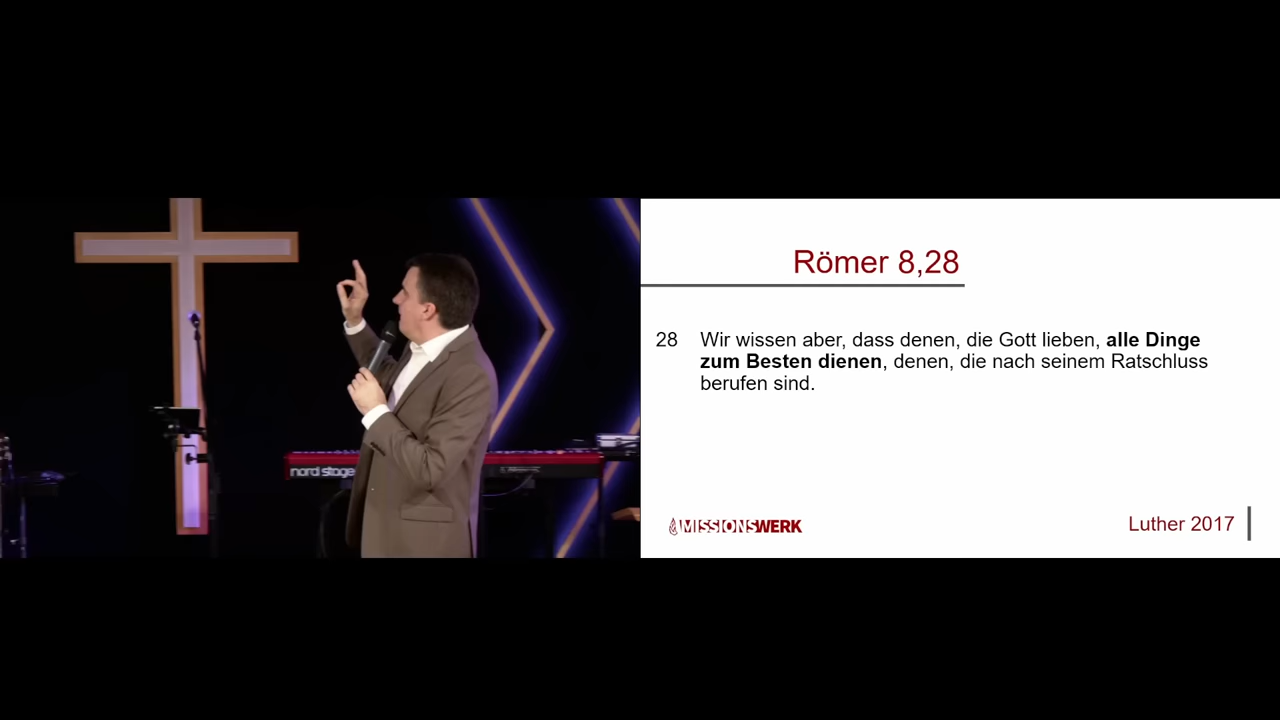 nord stage
Römer 8,28
28 Wir wissen aber, dass denen, die Gott lieben, alle Dinge
zum Besten dienen, denen, die nach seinem Ratschluss
berufen sind.
MISSIONSWERK
Luther 2017